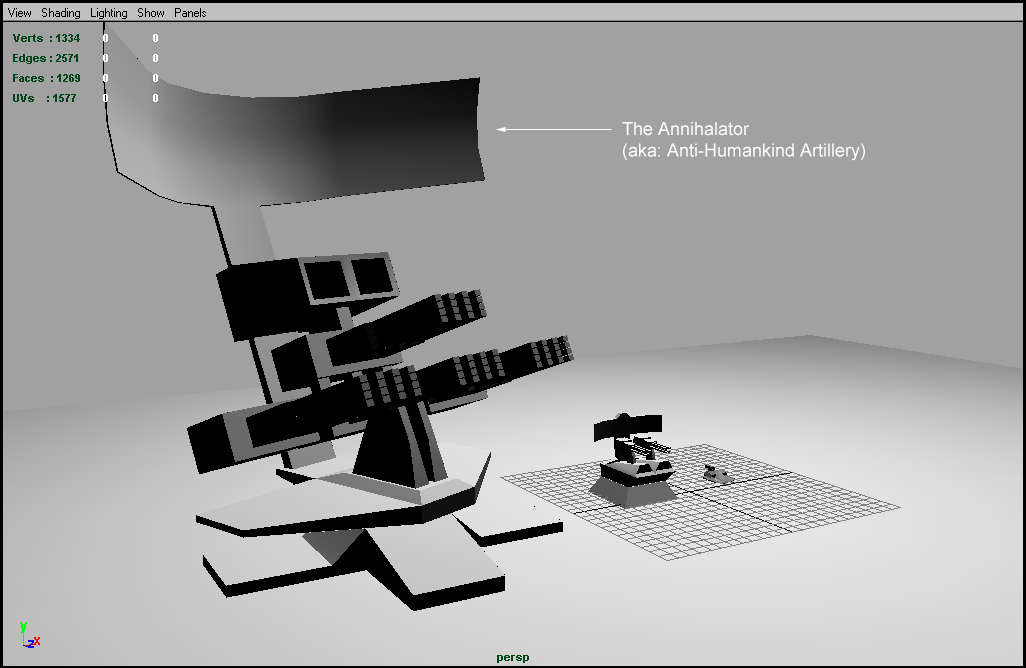 View Shading Lighting Show Panels
Verts : 1334 0 0
Edges : 2571 0 0
Faces : 1269 0 0
UVs : 1577 0 0
The Annihalator
(aka: Anti-Humankind Artillery)
y
z x
persp